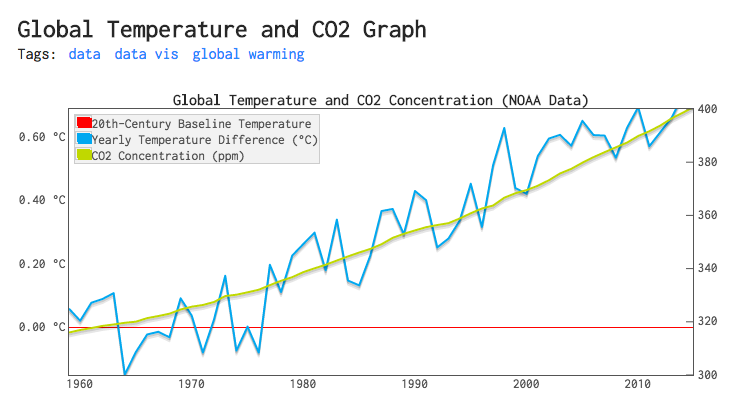 Global Temperature and CO2 Graph
Tags: data data vis global warming
Global Temperature and CO2 Concentration (NOAA Data)
20th-Century Baseline Temperature
Yearly Temperature Difference (°C)
CO2 Concentration (ppm)
0.60 °C
0.40 °C
0.20 °C
0.00 °C
400
380
360
340
320
300
1960 1970 1980 1990 2000 2010